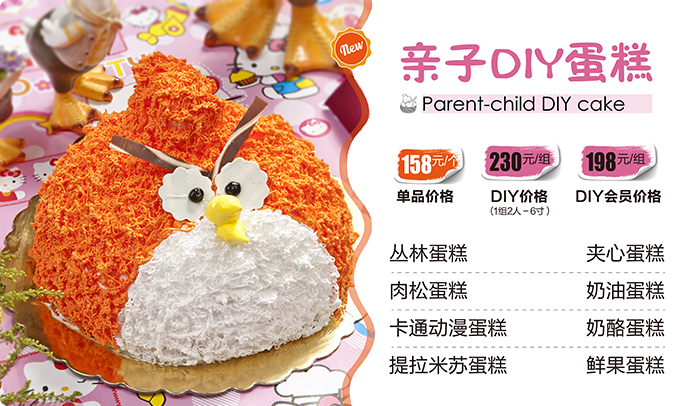 New
亲子DIY蛋糕
Parent-child DIY cake
158元/个 230元/组 198元/组
单品价格 DIY价格 DIY会员价格
(1组2人-6寸)
丛林蛋糕 夹心蛋糕
肉松蛋糕 奶油蛋糕
卡通动漫蛋糕 奶酪蛋糕
提拉米苏蛋糕 鲜果蛋糕